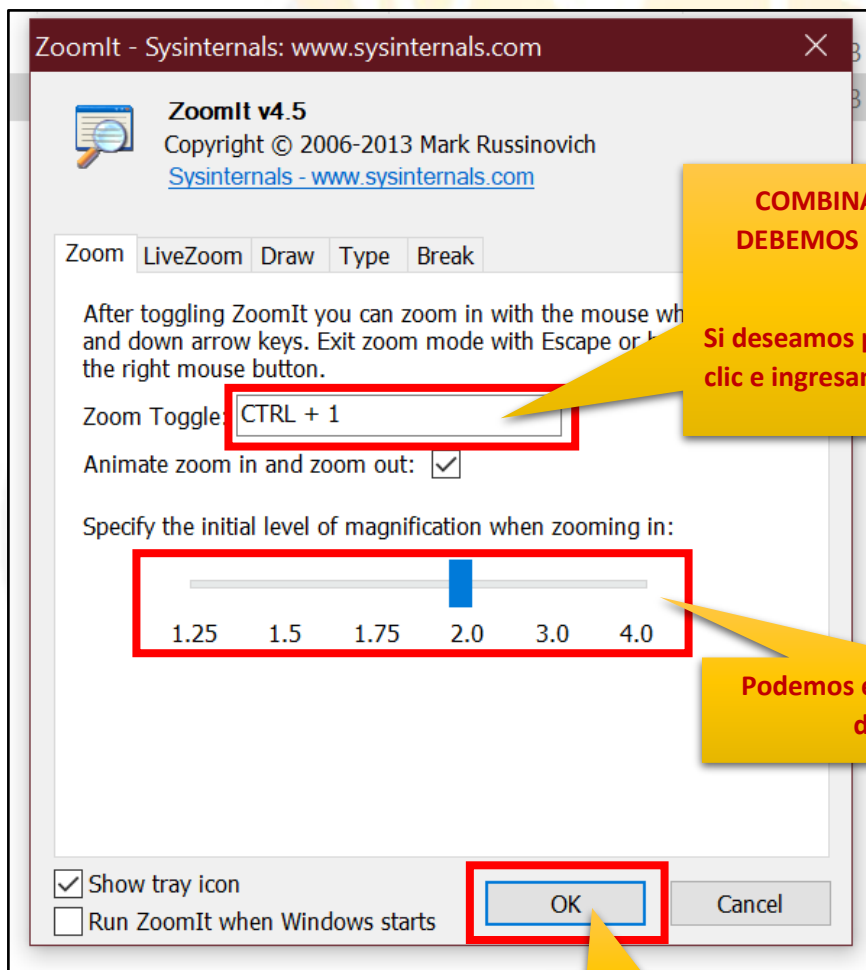 ZoomIt - Sysinternals: www.sysinternals.com
ZoomIt v4.5
Copyright © 2006-2013 Mark Russinovich
Sysinternals - www.sysinternals.com
Zoom LiveZoom Draw Type Break
After toggling ZoomIt you can zoom in with the mouse
and down arrow keys. Exit zoom mode with Escape or
the right mouse button.
Zoom Toggle: CTRL + 1
Animate zoom in and zoom out:
Specify the initial level of magnification when zooming in:
1.25 1.5 1.75 2.0 3.0 4.0
Show tray icon
Run ZoomIt when Windows starts
OK
Cancel
DEBEMOS
Si deseamos
clic e ingresar
Podemos